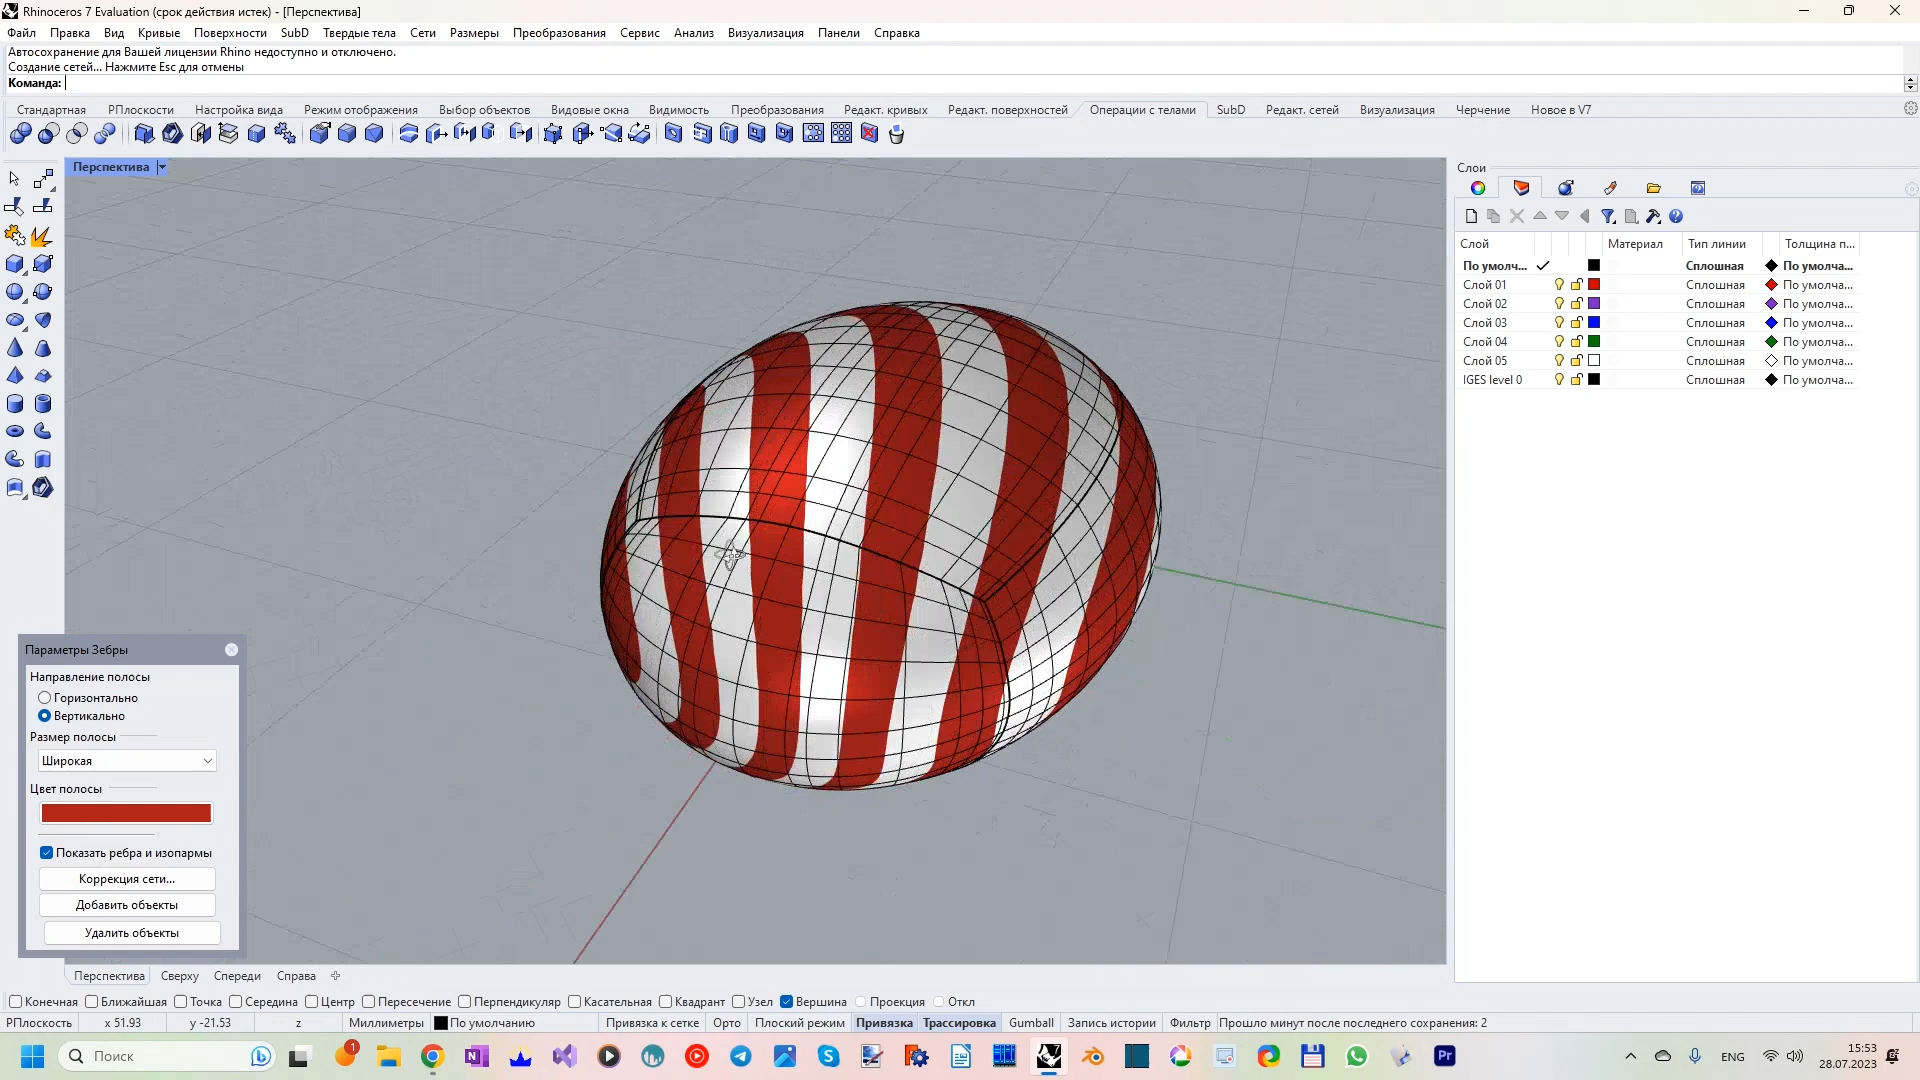 Rhinoceros 7 Evaluation (срок действия истек) - [Перспектива]
Файл Правка Вид Кривые Поверхности SubD Твердые тела Сети Размеры Преобразования Сервис Анализ Визуализация Панели Справка
Автосохранение для Вашей лицензии Rhino недоступно и отключено.
Создание сетей... Нажмите Esc для отмены
Команда:
Стандартная РПлоскости Настройка вида Режим отображения Выбор объектов Видовые окна Видимость Преобразования Редакт. кривых Редакт. поверхностей Операции с телами SubD Редакт. сетей Визуализация Черчение Новое в V7
Перспектива
Слои
Слой Материал Тип линии Толщина п...
По умолч... Сплошная По умолча...
Слой 01 Сплошная По умолча...
Слой 02 Сплошная По умолча...
Слой 03 Сплошная По умолча...
Слой 04 Сплошная По умолча...
Слой 05 Сплошная По умолча...
IGES level 0 Сплошная По умолча...
Параметры Зебры
Направление полосы
Горизонтально
Вертикально
Размер полосы
Широкая
Цвет полосы
Показать ребра и изопармы
Коррекция сети...
Добавить объекты
Удалить объекты
Перспектива Сверху Спереди Справа
Конечная Ближайшая Точка Середина Центр Пересечение Перпендикуляр Касательная Квадрант Узел Вершина Проекция Откл
РПлоскость x 51.93 y -21.53 z Миллиметры По умолчанию Привязка к сетке Орто Плоский режим Привязка Трассировка Gumball Запись истории Фильтр Прошло минут после последнего сохранения: 2
Поиск 1 N 7 Pr ENG 15:53
28.07.2023